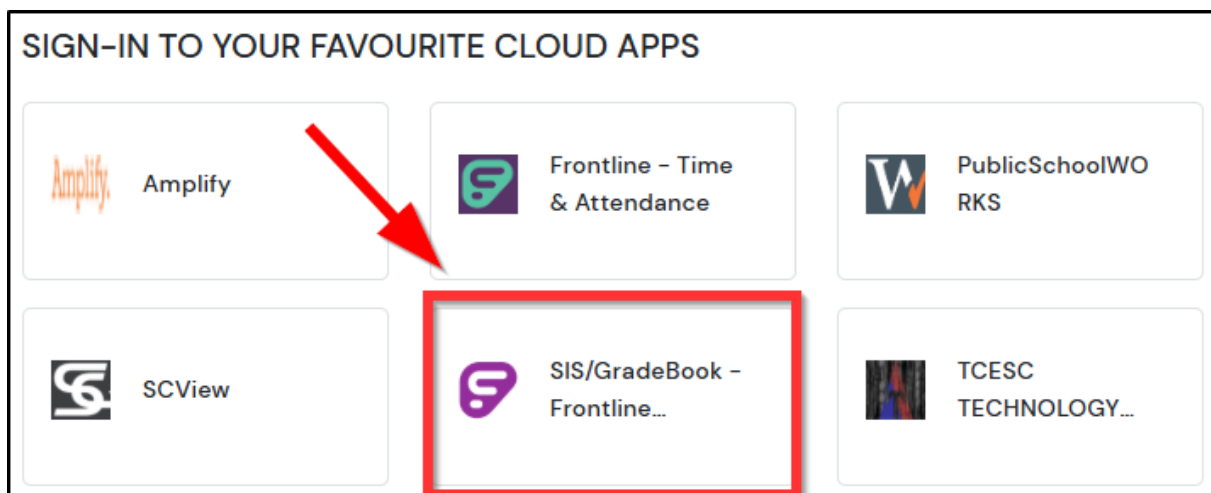 SIGN-IN TO YOUR FAVOURITE CLOUD APPS
Amplify.
Amplify
Frontline - Time
& Attendance
W
PublicSchoolWO
RKS
SCView
SIS/GradeBook -
Frontline...
TCESC
TECHNOLOGY...